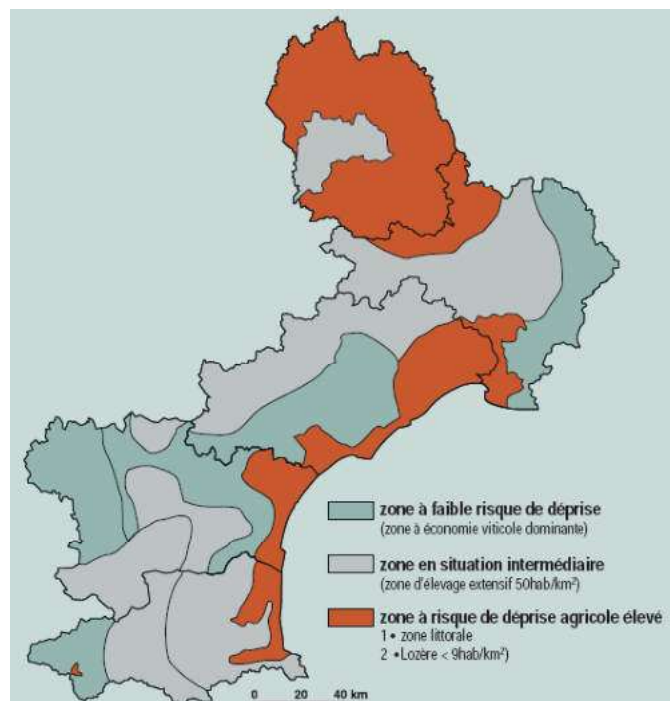 zone à faible risque de déprise
(zone à économie viticole dominante)
zone en situation intermédiaire
(zone d'élevage extensif 50hab/km²)
zone à risque de déprise agricole élevé
1 • zone littorale
2 •Lozère < 9hab/km²)
0 20 40 km